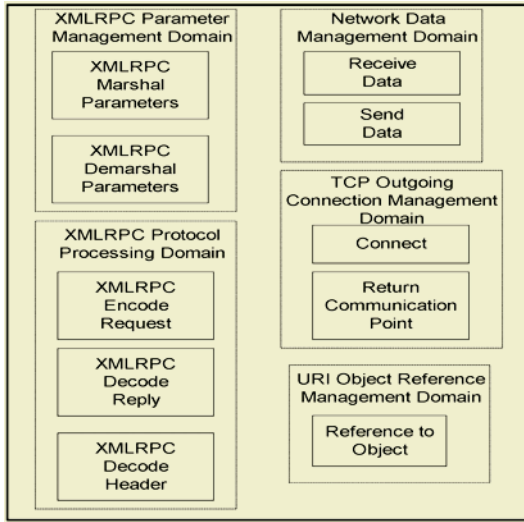 XMLRPC Parameter
Management Domain
XMLRPC
Marshal
Parameters
XMLRPC
Demarshal
Parameters
XMLRPC Protocol
Processing Domain
XMLRPC
Encode
Request
XMLRPC
Decode
Reply
XMLRPC
Decode
Header
Network Data
Management Domain
Receive
Data
Send
Data
TCP Outgoing
Connection Management
Domain
Connect
Return
Communication
Point
URI Object Reference
Management Domain
Reference to
Object